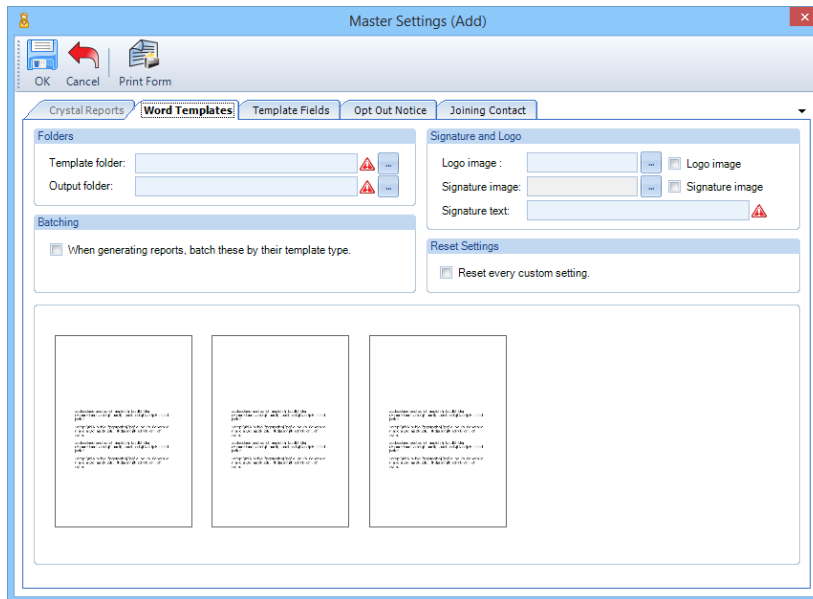 Master Settings (Add)
OK Cancel Print Form
Crystal Reports Word Templates Template Fields Opt Out Notice Joining Contact
Folders
Template folder: ...
Output folder: ...
Batching
When generating reports, batch these by their template type.
Signature and Logo
Logo image : ... Logo image
Signature image: ... Signature image
Signature text:
Reset Settings
Reset every custom setting.